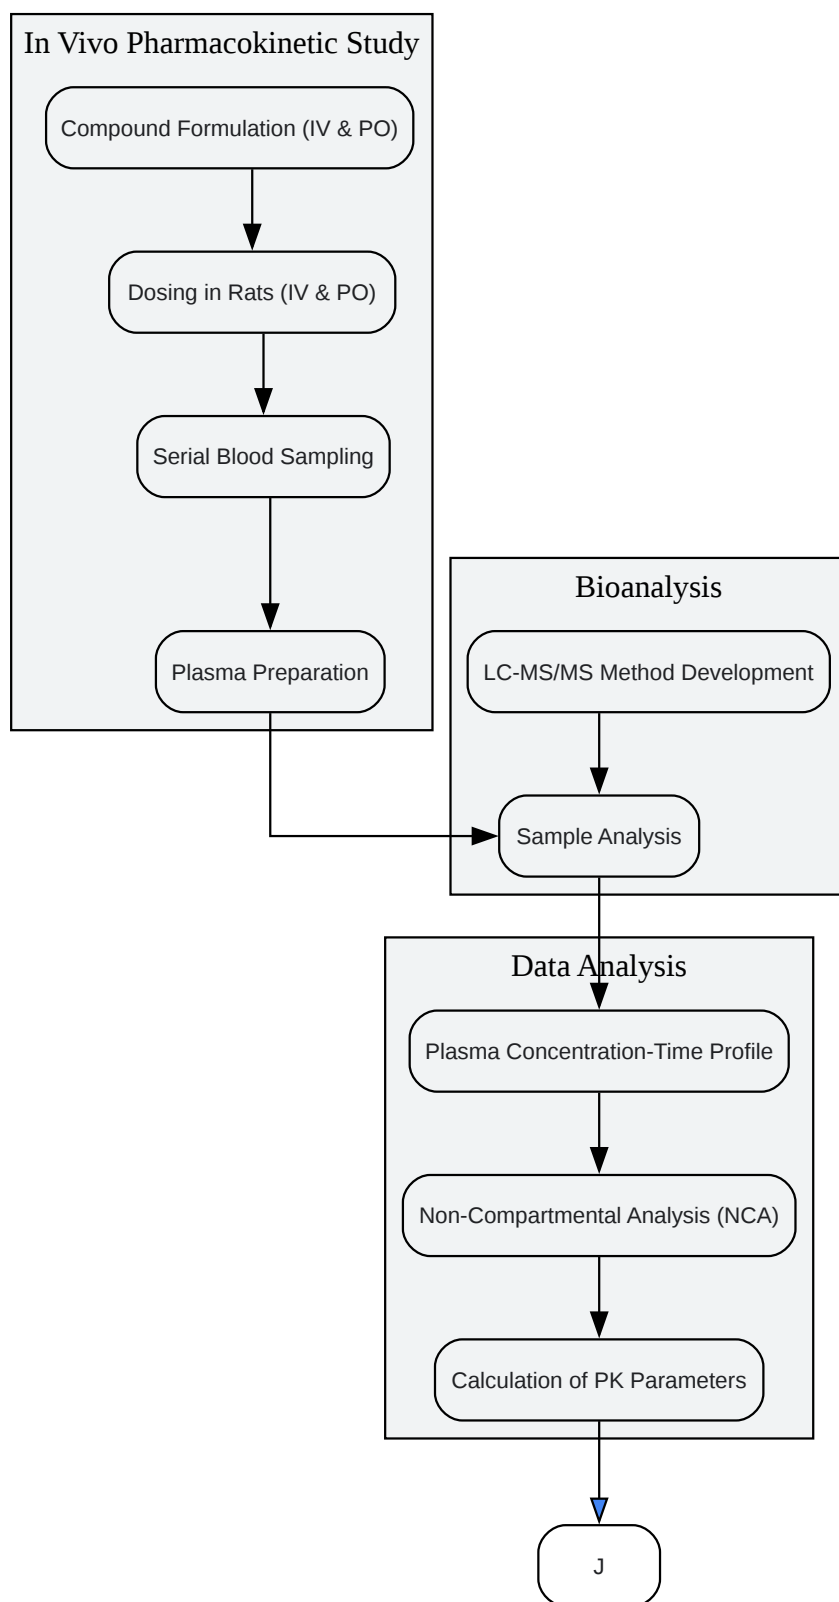 In Vivo Pharmacokinetic Study
Compound Formulation (IV & PO)
Dosing in Rats (IV & PO)
Serial Blood Sampling
Plasma Preparation
Bioanalysis
LC-MS/MS Method Development
Sample Analysis
Data Analysis
Plasma Concentration-Time Profile
Non-Compartmental Analysis (NCA)
Calculation of PK Parameters
J